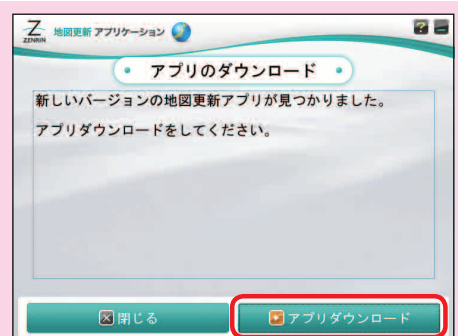 Z ZENRIN 地図更新 アプリケーション ?
アプリのダウンロード
新しいバージョンの地図更新アプリが見つかりました。
アプリダウンロードをしてください。
閉じる アプリダウンロード